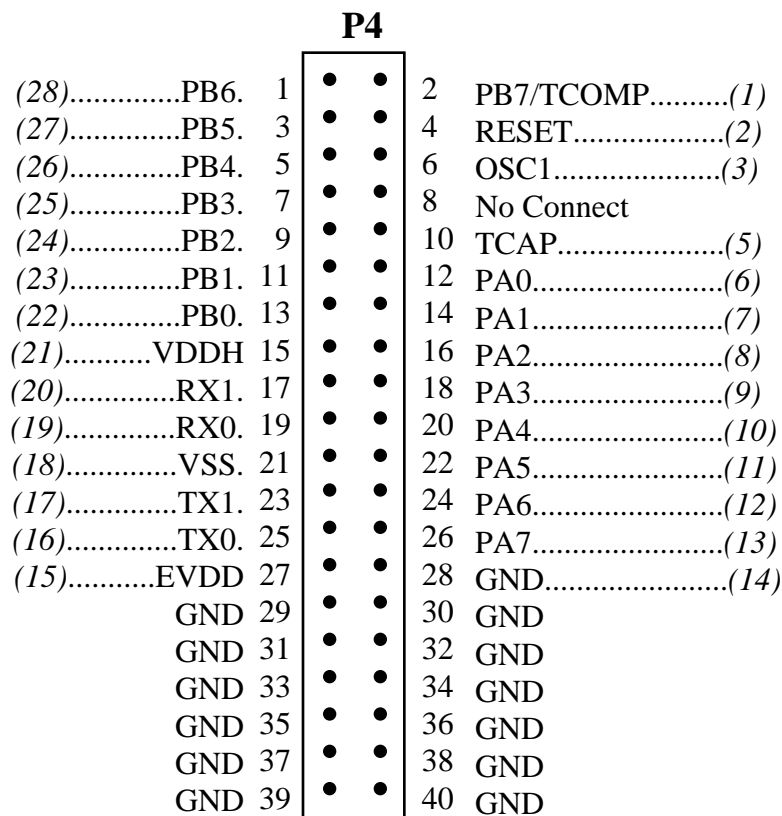 P4
(28)..............PB6. 1 2 PB7/TCOMP..........(1)
(27)..............PB5. 3 4 RESET...................(2)
(26)..............PB4. 5 6 OSC1.....................(3)
(25)..............PB3. 7 8 No Connect
(24)..............PB2. 9 10 TCAP.....................(5)
(23)..............PB1. 11 12 PA0........................(6)
(22)..............PB0. 13 14 PA1........................(7)
(21)...........VDDH 15 16 PA2........................(8)
(20)..............RX1. 17 18 PA3........................(9)
(19)..............RX0. 19 20 PA4........................(10)
(18)..............VSS. 21 22 PA5........................(11)
(17)..............TX1. 23 24 PA6........................(12)
(16)..............TX0. 25 26 PA7........................(13)
(15)...........EVDD 27 28 GND.......................(14)
GND 29 30 GND
GND 31 32 GND
GND 33 34 GND
GND 35 36 GND
GND 37 38 GND
GND 39 40 GND